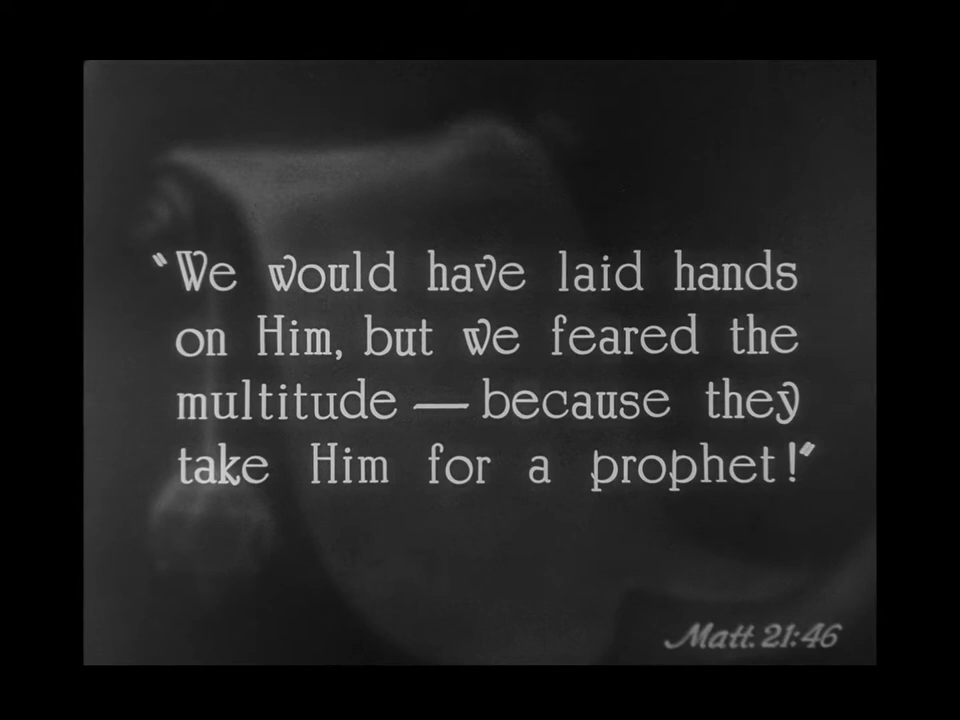 "We would have laid hands
on Him, but we feared the
multitude — because they
take Him for a prophet!"
Matt. 21:46